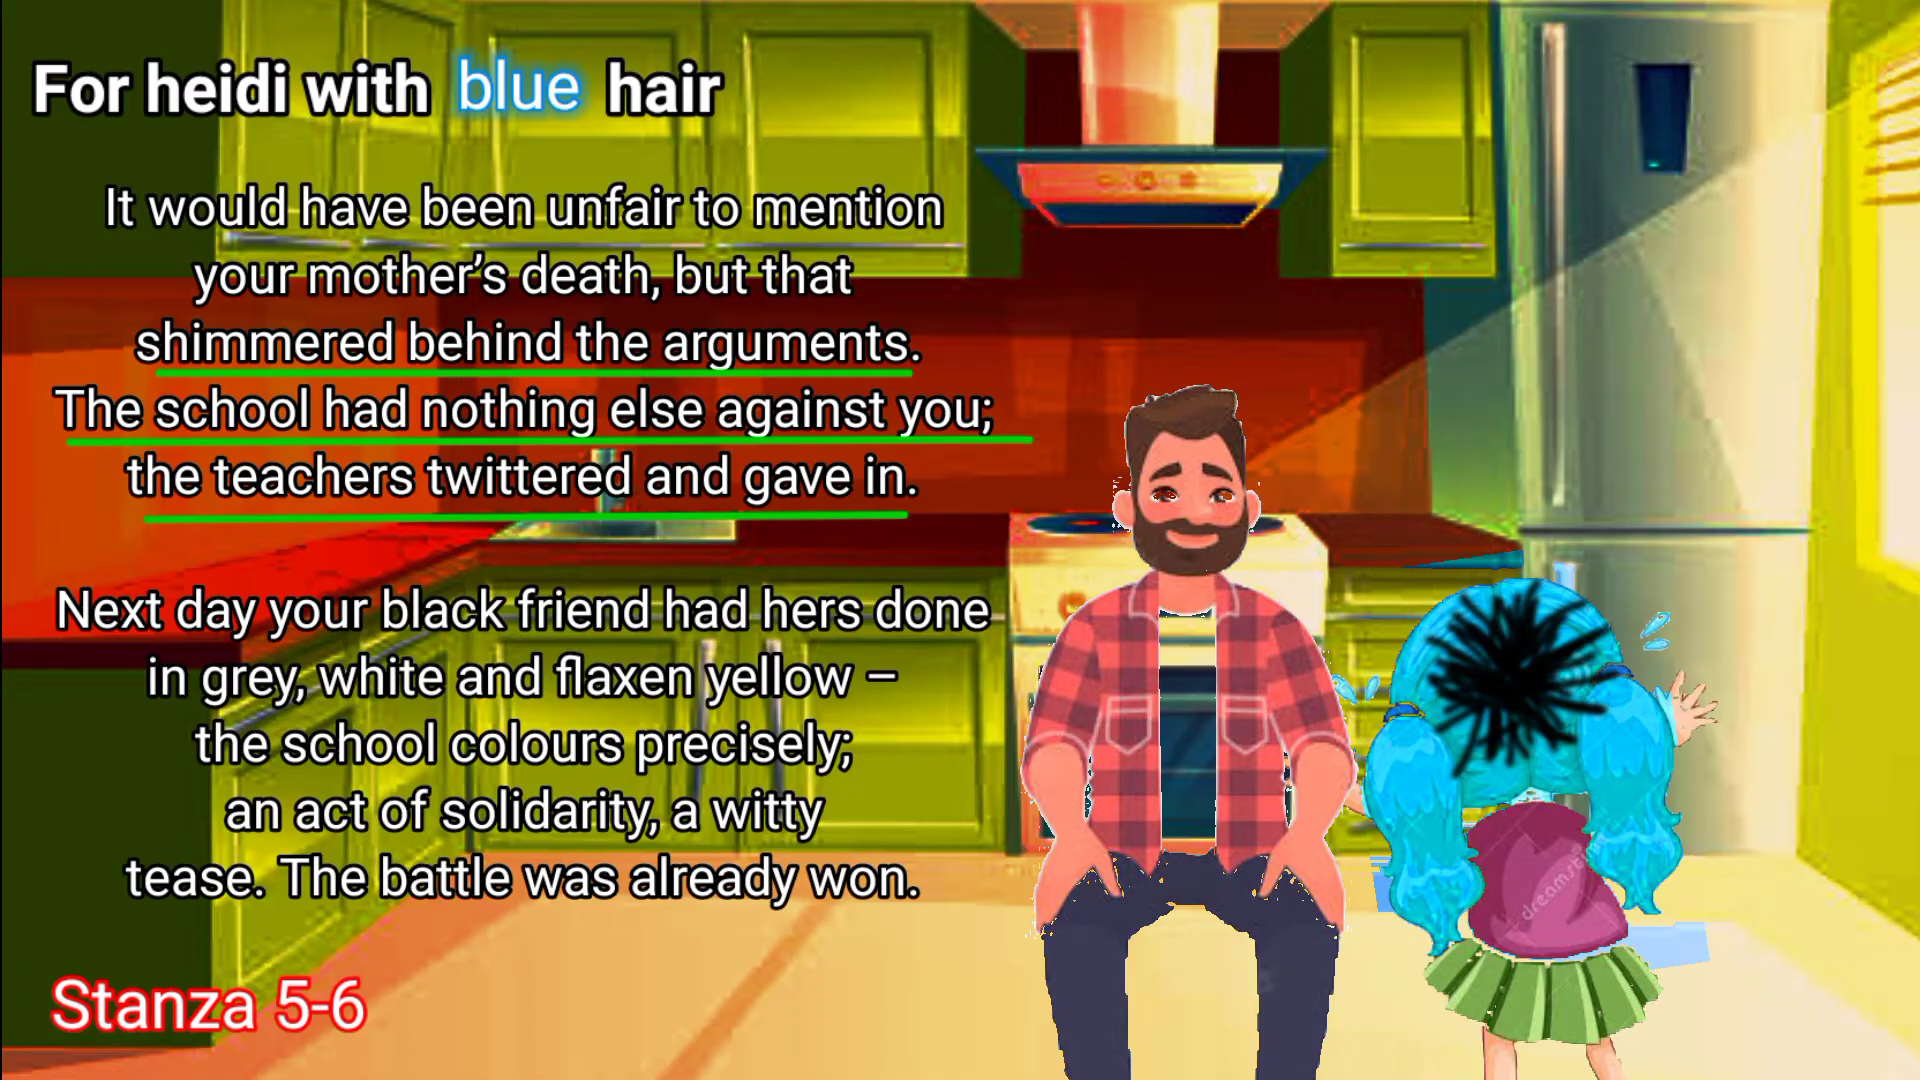 For heidi with blue hair
It would have been unfair to mention
your mother’s death, but that
shimmered behind the arguments.
The school had nothing else against you;
the teachers twittered and gave in.
Next day your black friend had hers done
in grey, white and flaxen yellow –
the school colours precisely;
an act of solidarity, a witty
tease. The battle was already won.
Stanza 5-6